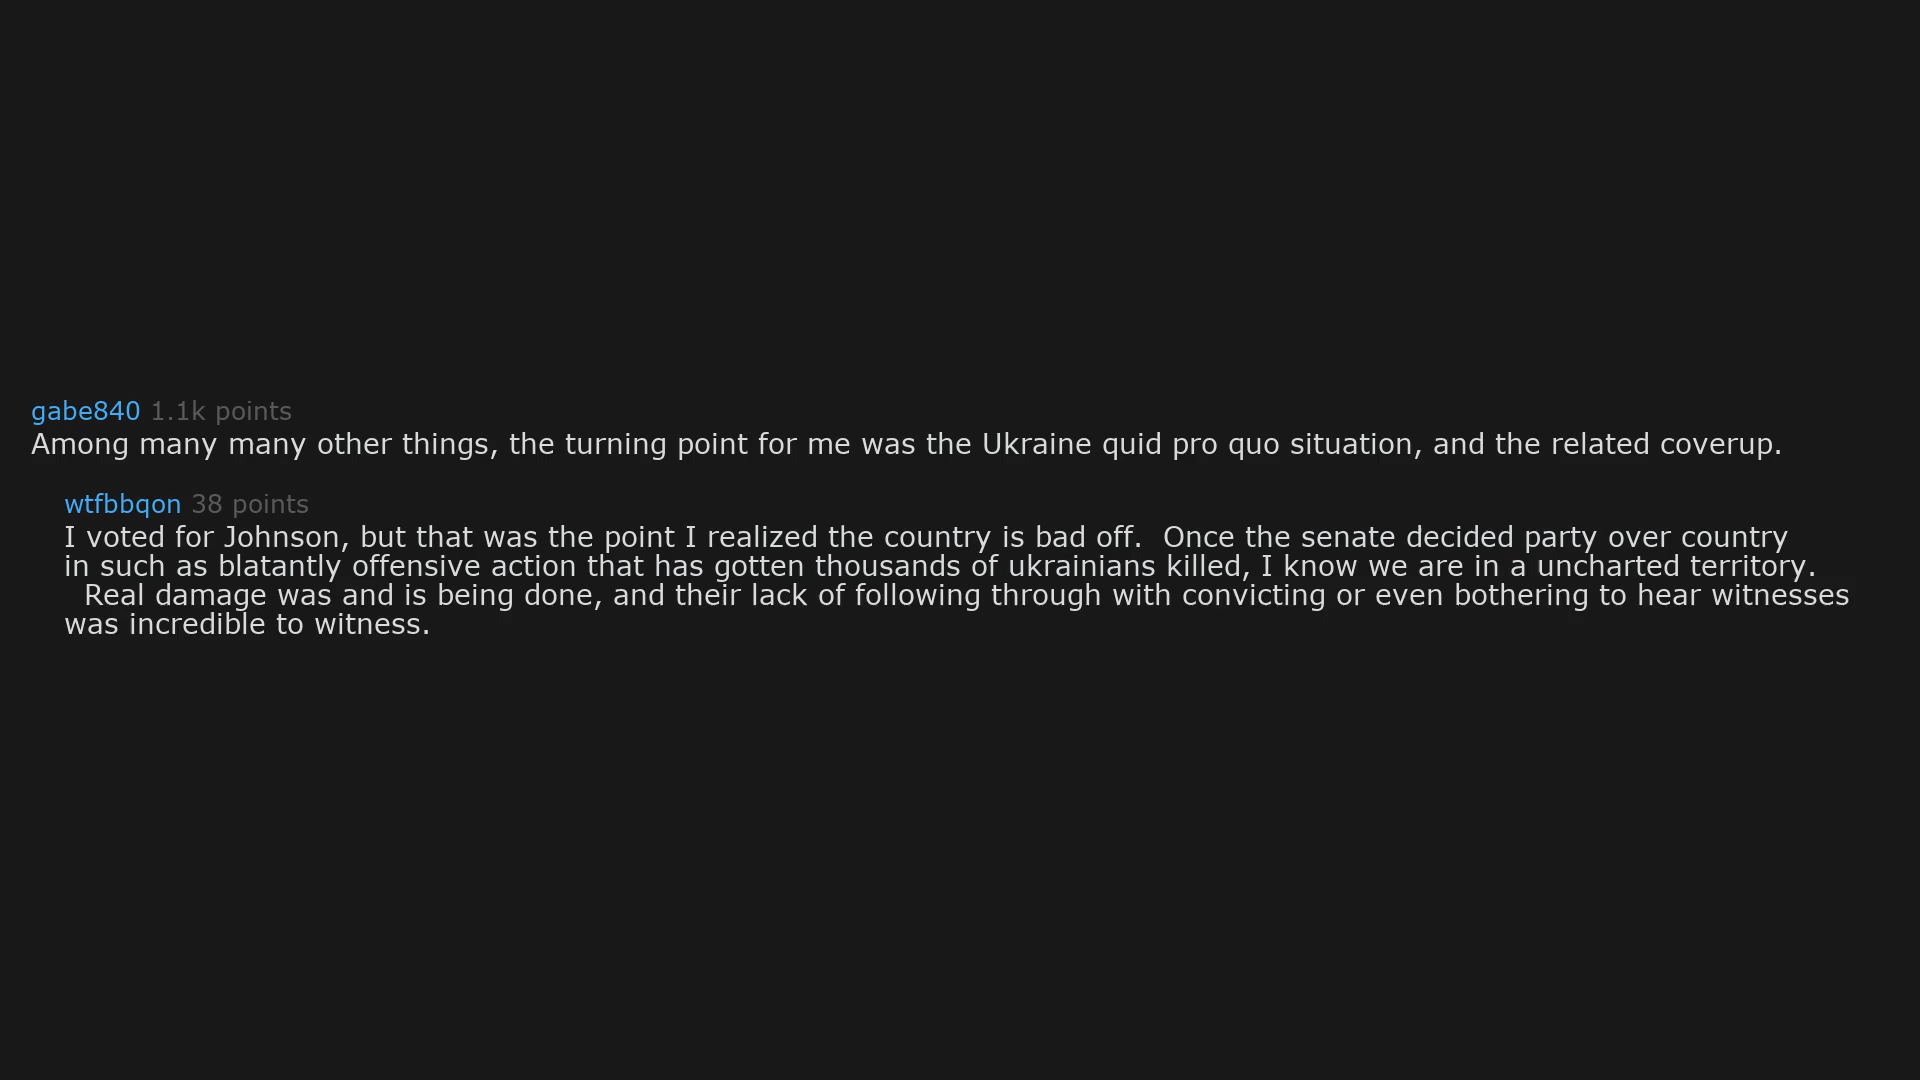 gabe840 1.1k points
Among many many other things, the turning point for me was the Ukraine quid pro quo situation, and the related coverup.
wtfbbqon 38 points
I voted for Johnson, but that was the point I realized the country is bad off.  Once the senate decided party over country
in such as blatantly offensive action that has gotten thousands of ukrainians killed, I know we are in a uncharted territory.
Real damage was and is being done, and their lack of following through with convicting or even bothering to hear witnesses
was incredible to witness.